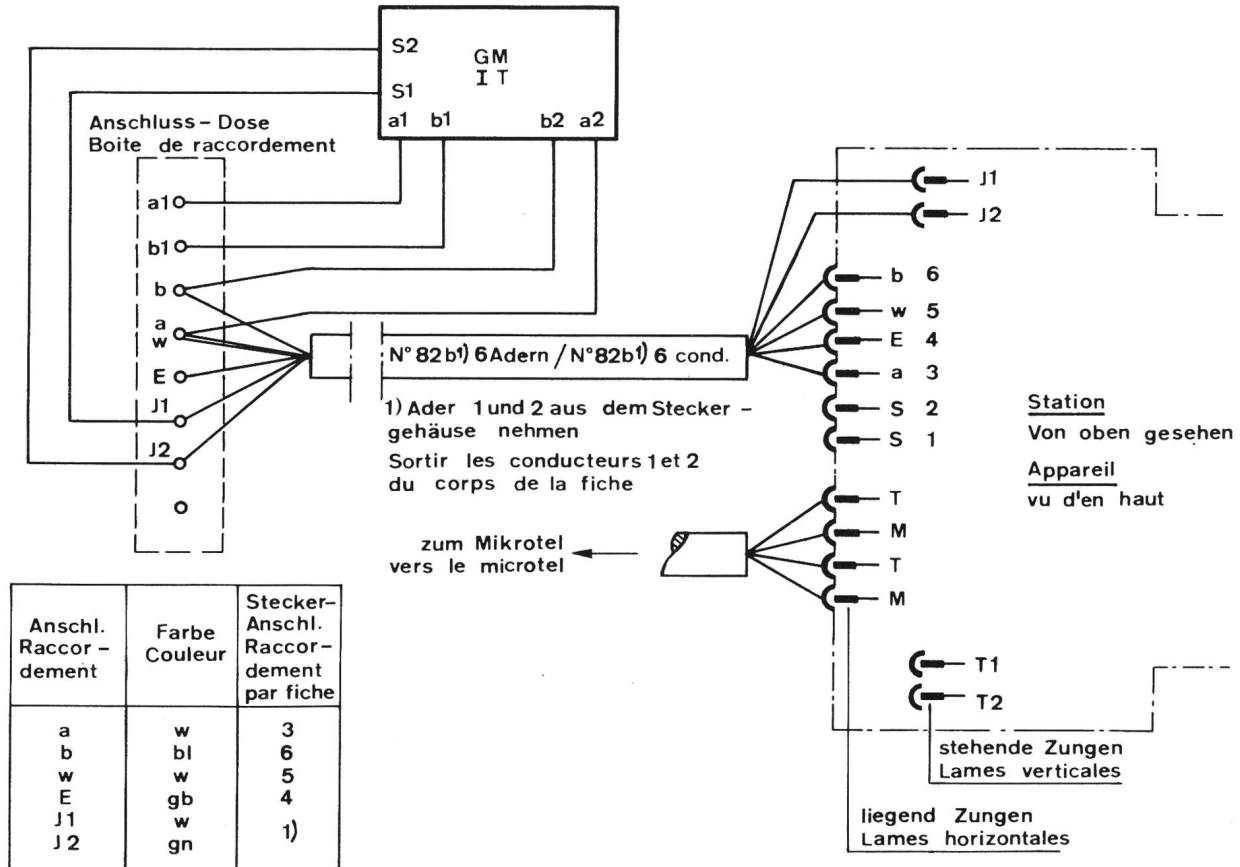 S2
GM
I T
S1
a1 b1 b2 a2
Anschluss – Dose
Boite de raccordement
a1
b1
b
a
w
E
J1
J2
N° 82b1) 6 Adern / N° 82b1) 6 cond.
1) Ader 1 und 2 aus dem Stecker-
gehäuse nehmen
Sortir les conducteurs 1 et 2
du corps de la fiche
J1
J2
b 6
w 5
E 4
a 3
S 2
S 1
T
M
T
M
T1
T2
Station
Von oben gesehen
Appareil
vu d'en haut
zum Mikrotel
vers le microtel
stehende Zungen
Lames verticales
liegend Zungen
Lames horizontales
Anschl.
Raccor-
dement
Farbe
Couleur
Stecker-
Anschl.
Raccor-
dement
par fiche
a w 3
b bl 6
w w 5
E gb 4
J1 w 1)
J2 gn